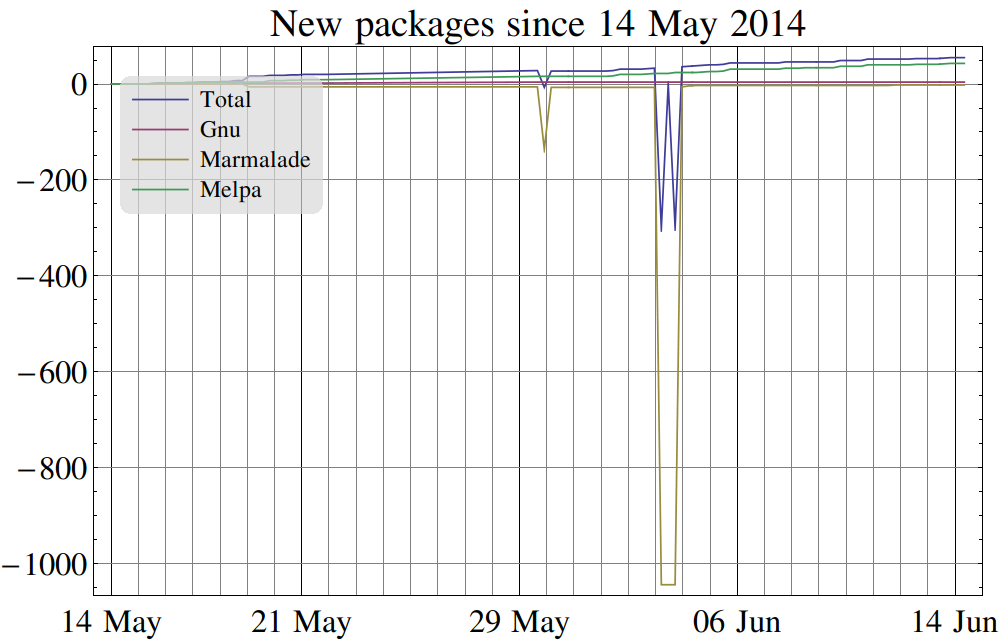 New packages since 14 May 2014
0
Total
Gnu
Marmalade
−200
Melpa
−400
−600
−800
−1000
14 May 21 May 29 May 06 Jun 14 Jun